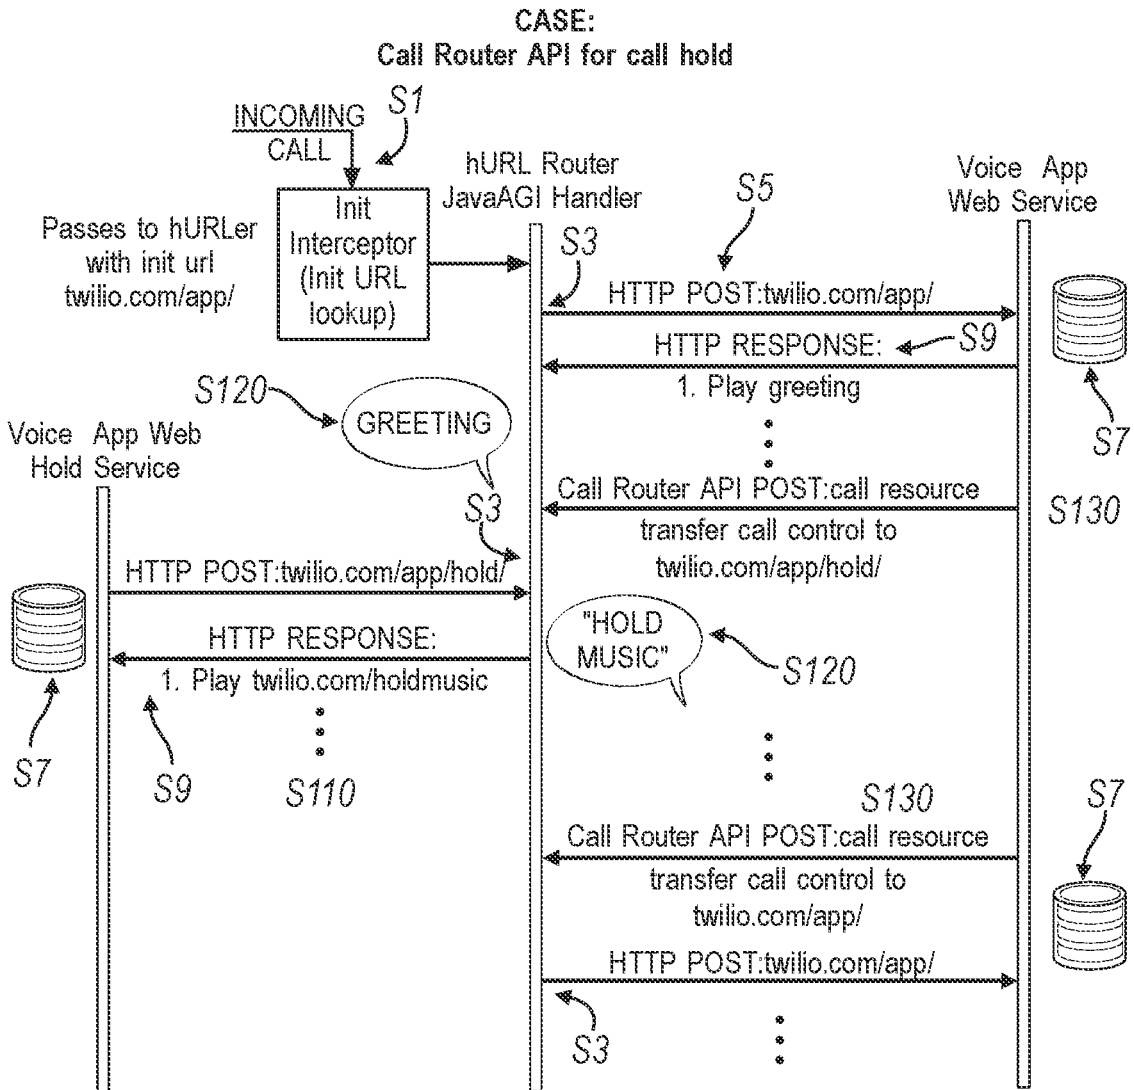 CASE:
Call Router API for call hold
INCOMING
CALL
S1
Init
Interceptor
(Init URL
lookup)
Passes to hURLer
with init url
twilio.com/app/
hURL Router
JavaAGI Handler
Voice App
Web Service
S5
S3
HTTP POST:twilio.com/app/
HTTP RESPONSE:
S9
1. Play greeting
S7
S120
GREETING
Voice App Web
Hold Service
S3
Call Router API POST:call resource
S130
transfer call control to
twilio.com/app/hold/
HTTP POST:twilio.com/app/hold/
HTTP RESPONSE:
1. Play twilio.com/holdmusic
"HOLD
MUSIC"
S120
S7
S9
S110
S130
S7
Call Router API POST:call resource
transfer call control to
twilio.com/app/
HTTP POST:twilio.com/app/
S3